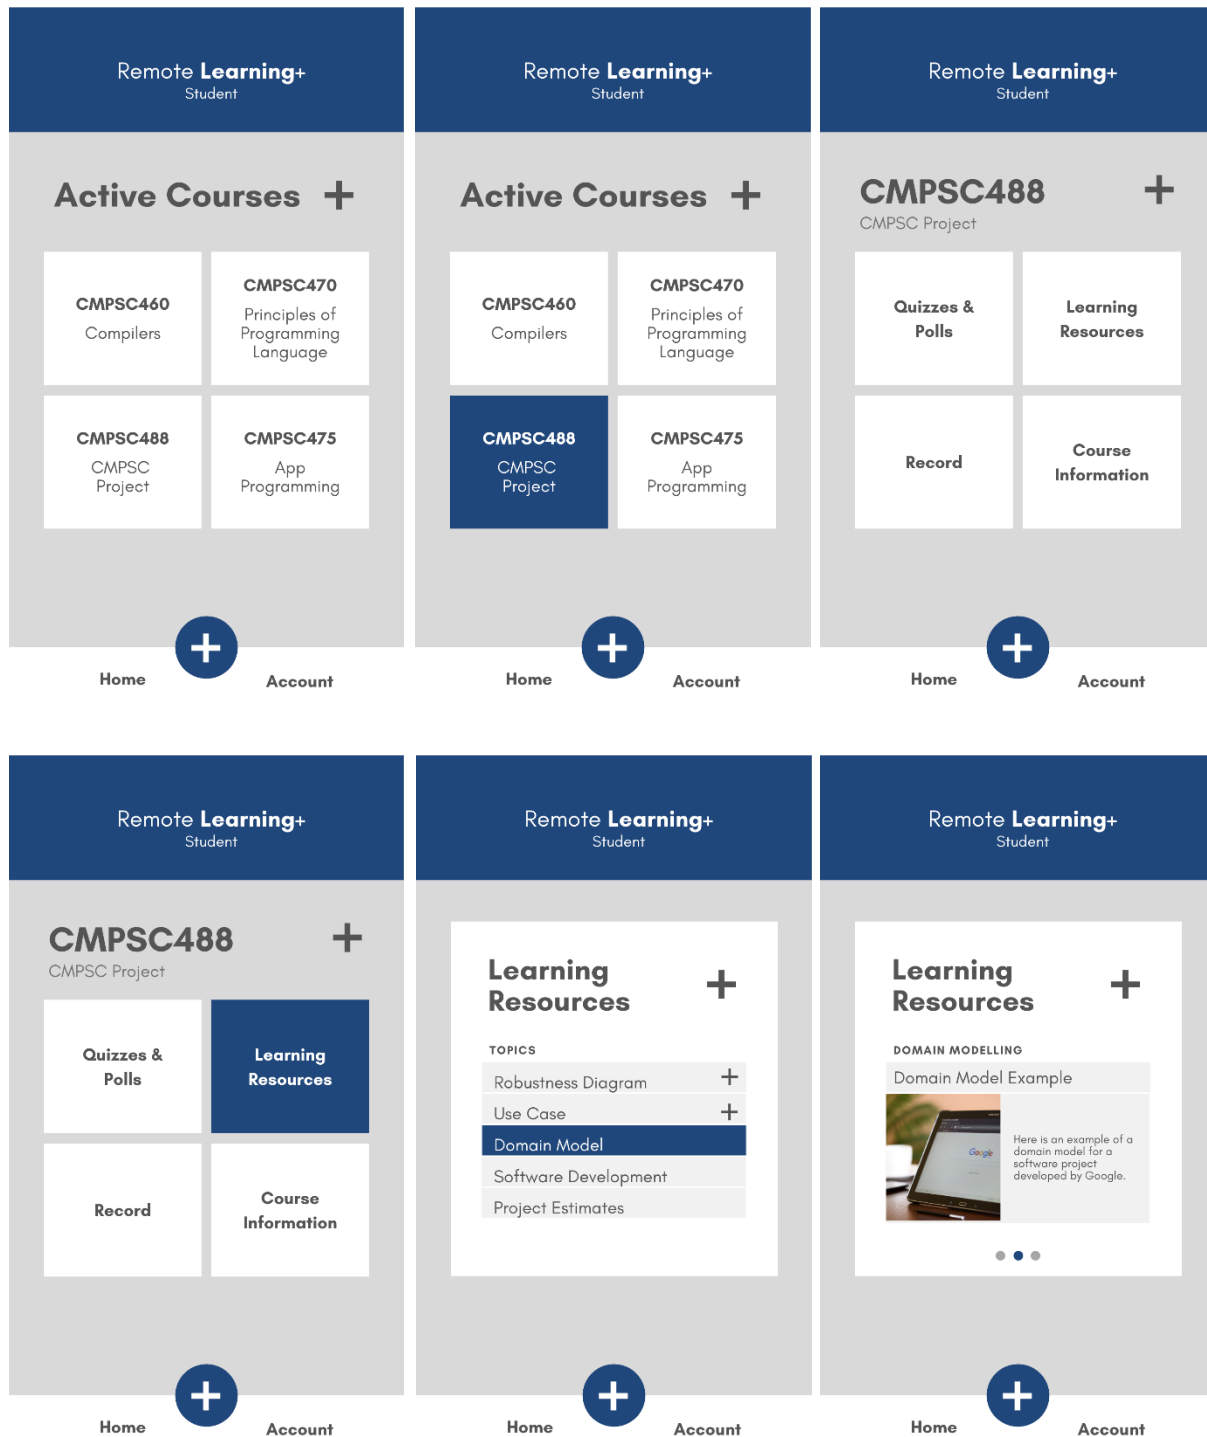 Remote Learning+
Student
Active Courses +
CMPSC460
Compilers
CMPSC470
Principles of
Programming
Language
CMPSC488
CMPSC
Project
CMPSC475
App
Programming
+
Home
Account
Remote Learning+
Student
Active Courses +
CMPSC460
Compilers
CMPSC470
Principles of
Programming
Language
CMPSC488
CMPSC
Project
CMPSC475
App
Programming
+
Home
Account
Remote Learning+
Student
CMPSC488 +
CMPSC Project
Quizzes &
Polls
Learning
Resources
Record
Course
Information
+
Home
Account
Remote Learning+
Student
CMPSC488 +
CMPSC Project
Quizzes &
Polls
Learning
Resources
Record
Course
Information
+
Home
Account
Remote Learning+
Student
Learning
Resources
+
TOPICS
Robustness Diagram +
Use Case +
Domain Model
Software Development
Project Estimates
+
Home
Account
Remote Learning+
Student
Learning
Resources
+
DOMAIN MODELLING
Domain Model Example
Google
Here is an example of a
domain model for a
software project
developed by Google.
+
Home
Account